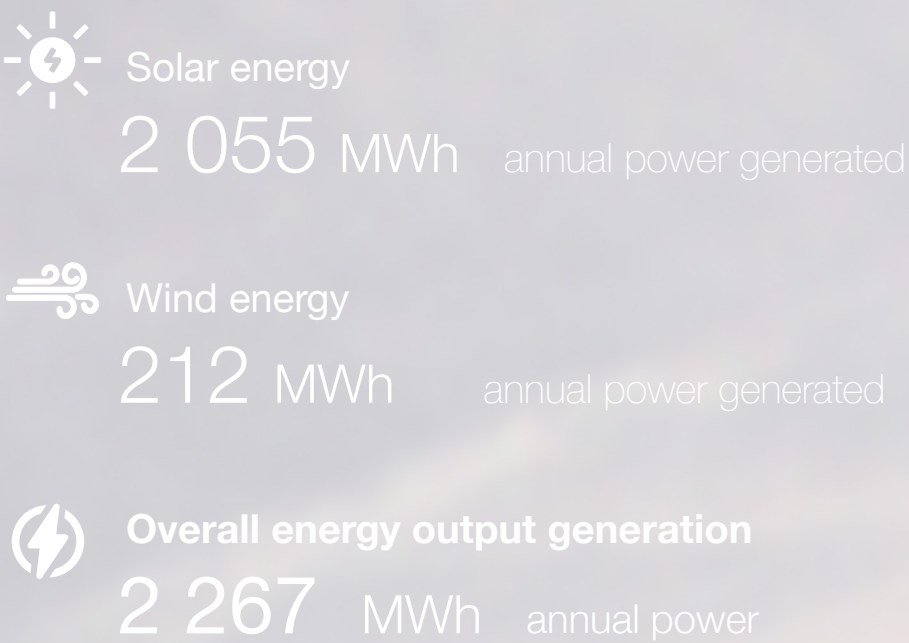 Solar energy
2 055 MWh annual power generated
Wind energy
212 MWh annual power generated
Overall energy output generation
2 267 MWh annual power